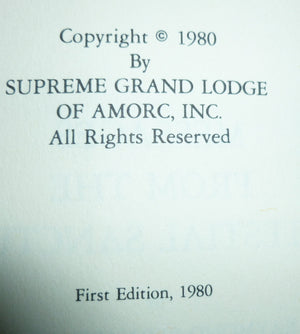 Copyright © 1980
By
SUPREME GRAND LODGE
OF AMORC, INC.
All Rights Reserved
First Edition, 1980